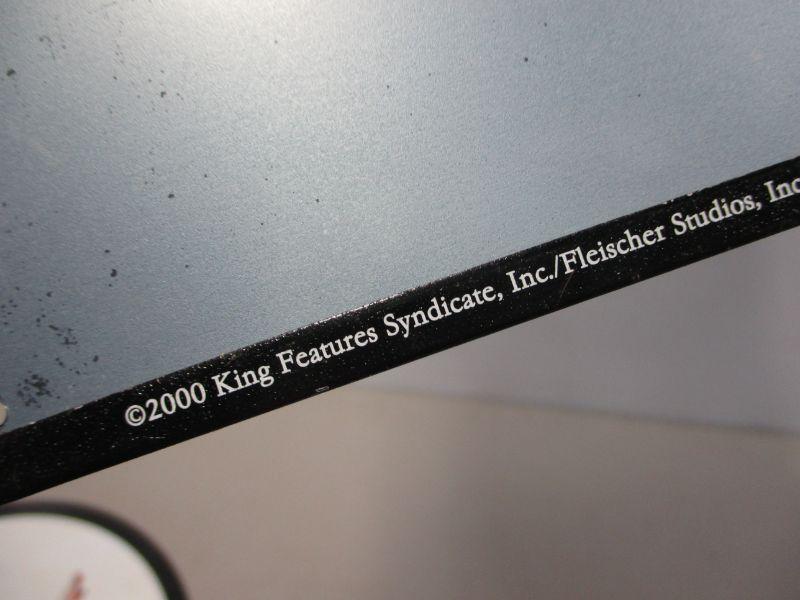 ©2000 King Features Syndicate, Inc./Fleischer Studios, Inc